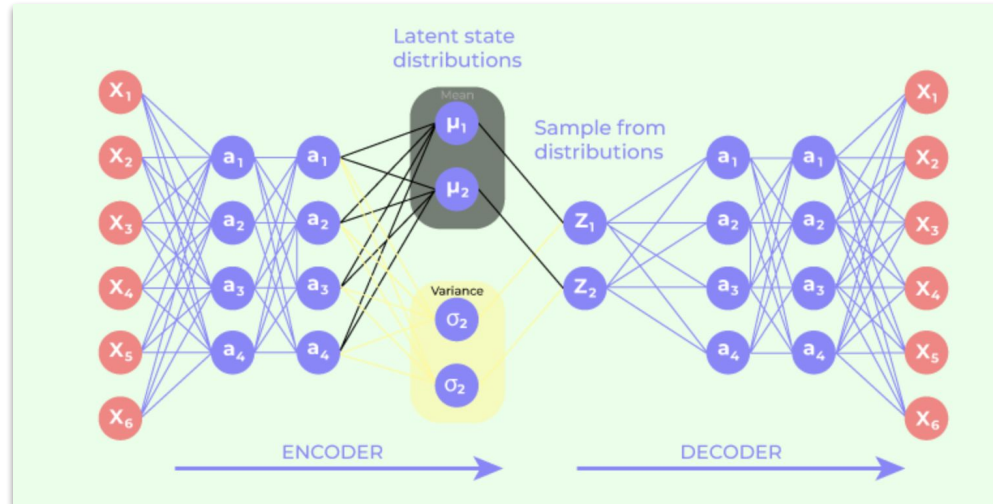 Latent state
distributions
Mean
μ₁
μ₂
Variance
σ₂
σ₂
Sample from
distributions
X₁
X₂
X₃
X₄
X₅
X₆
a₁
a₂
a₃
a₄
a₁
a₂
a₃
a₄
Z₁
Z₂
a₁
a₂
a₃
a₄
a₁
a₂
a₃
a₄
X₁
X₂
X₃
X₄
X₅
X₆
ENCODER
DECODER